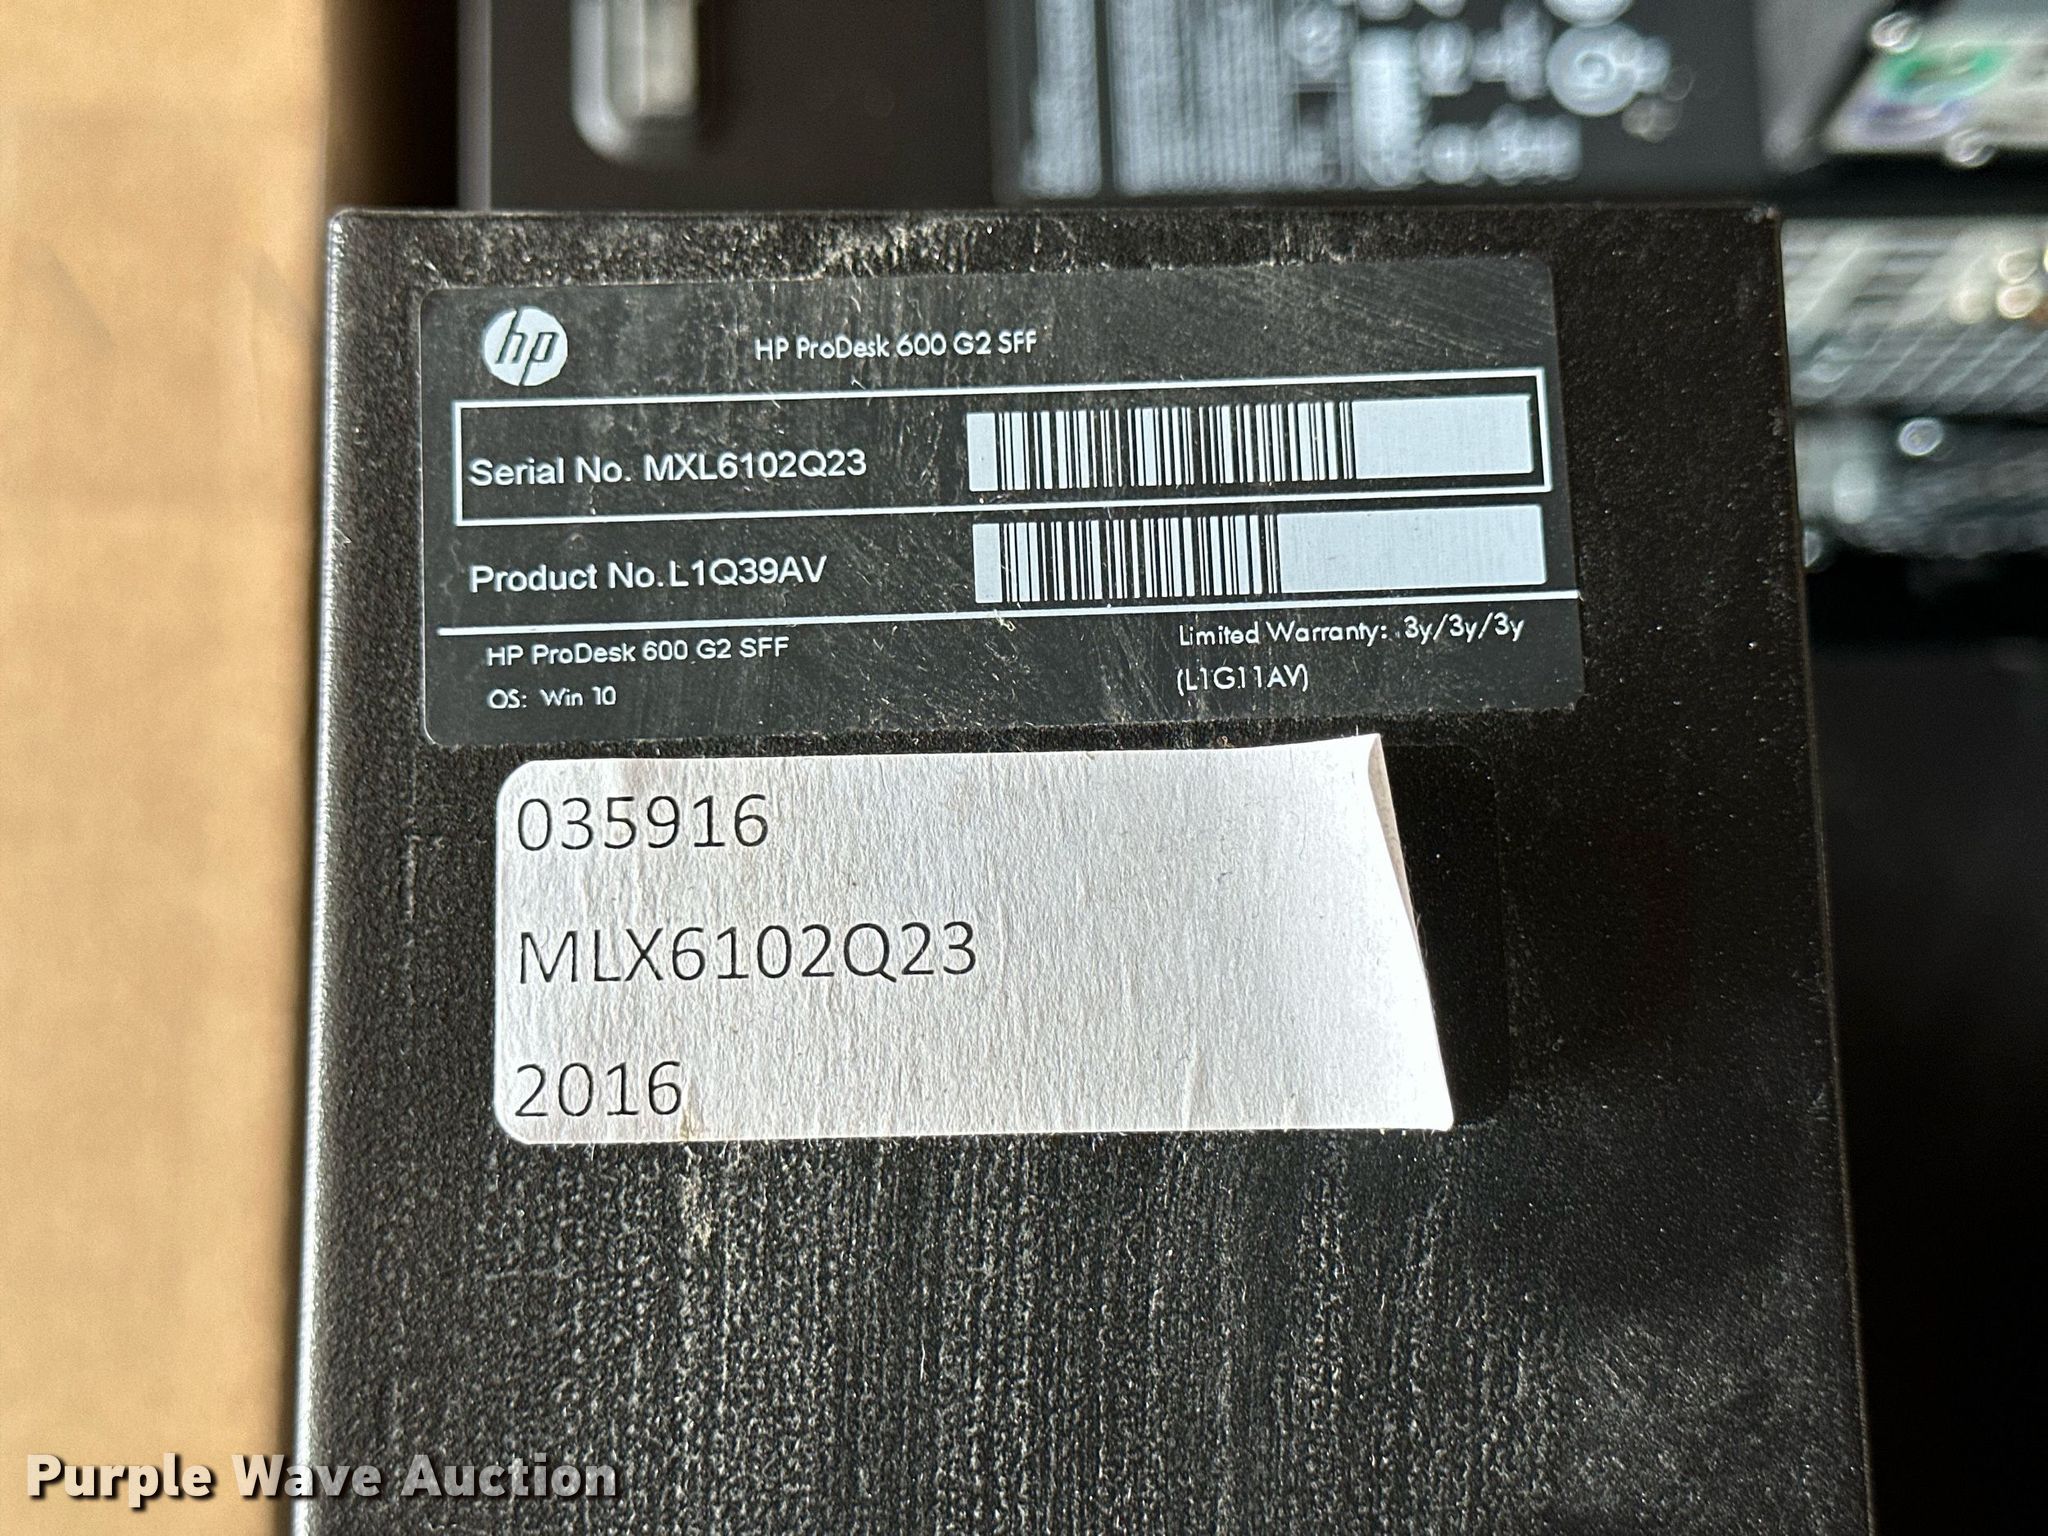 hp
HP ProDesk 600 G2 SFF
Serial No. MXL6102Q23
Product No. L1Q39AV
HP ProDesk 600 G2 SFF
Limited Warranty: 3y/3y/3y
OS: Win 10
(L1G11AV)
035916
MLX6102Q23
2016
Purple Wave Auction